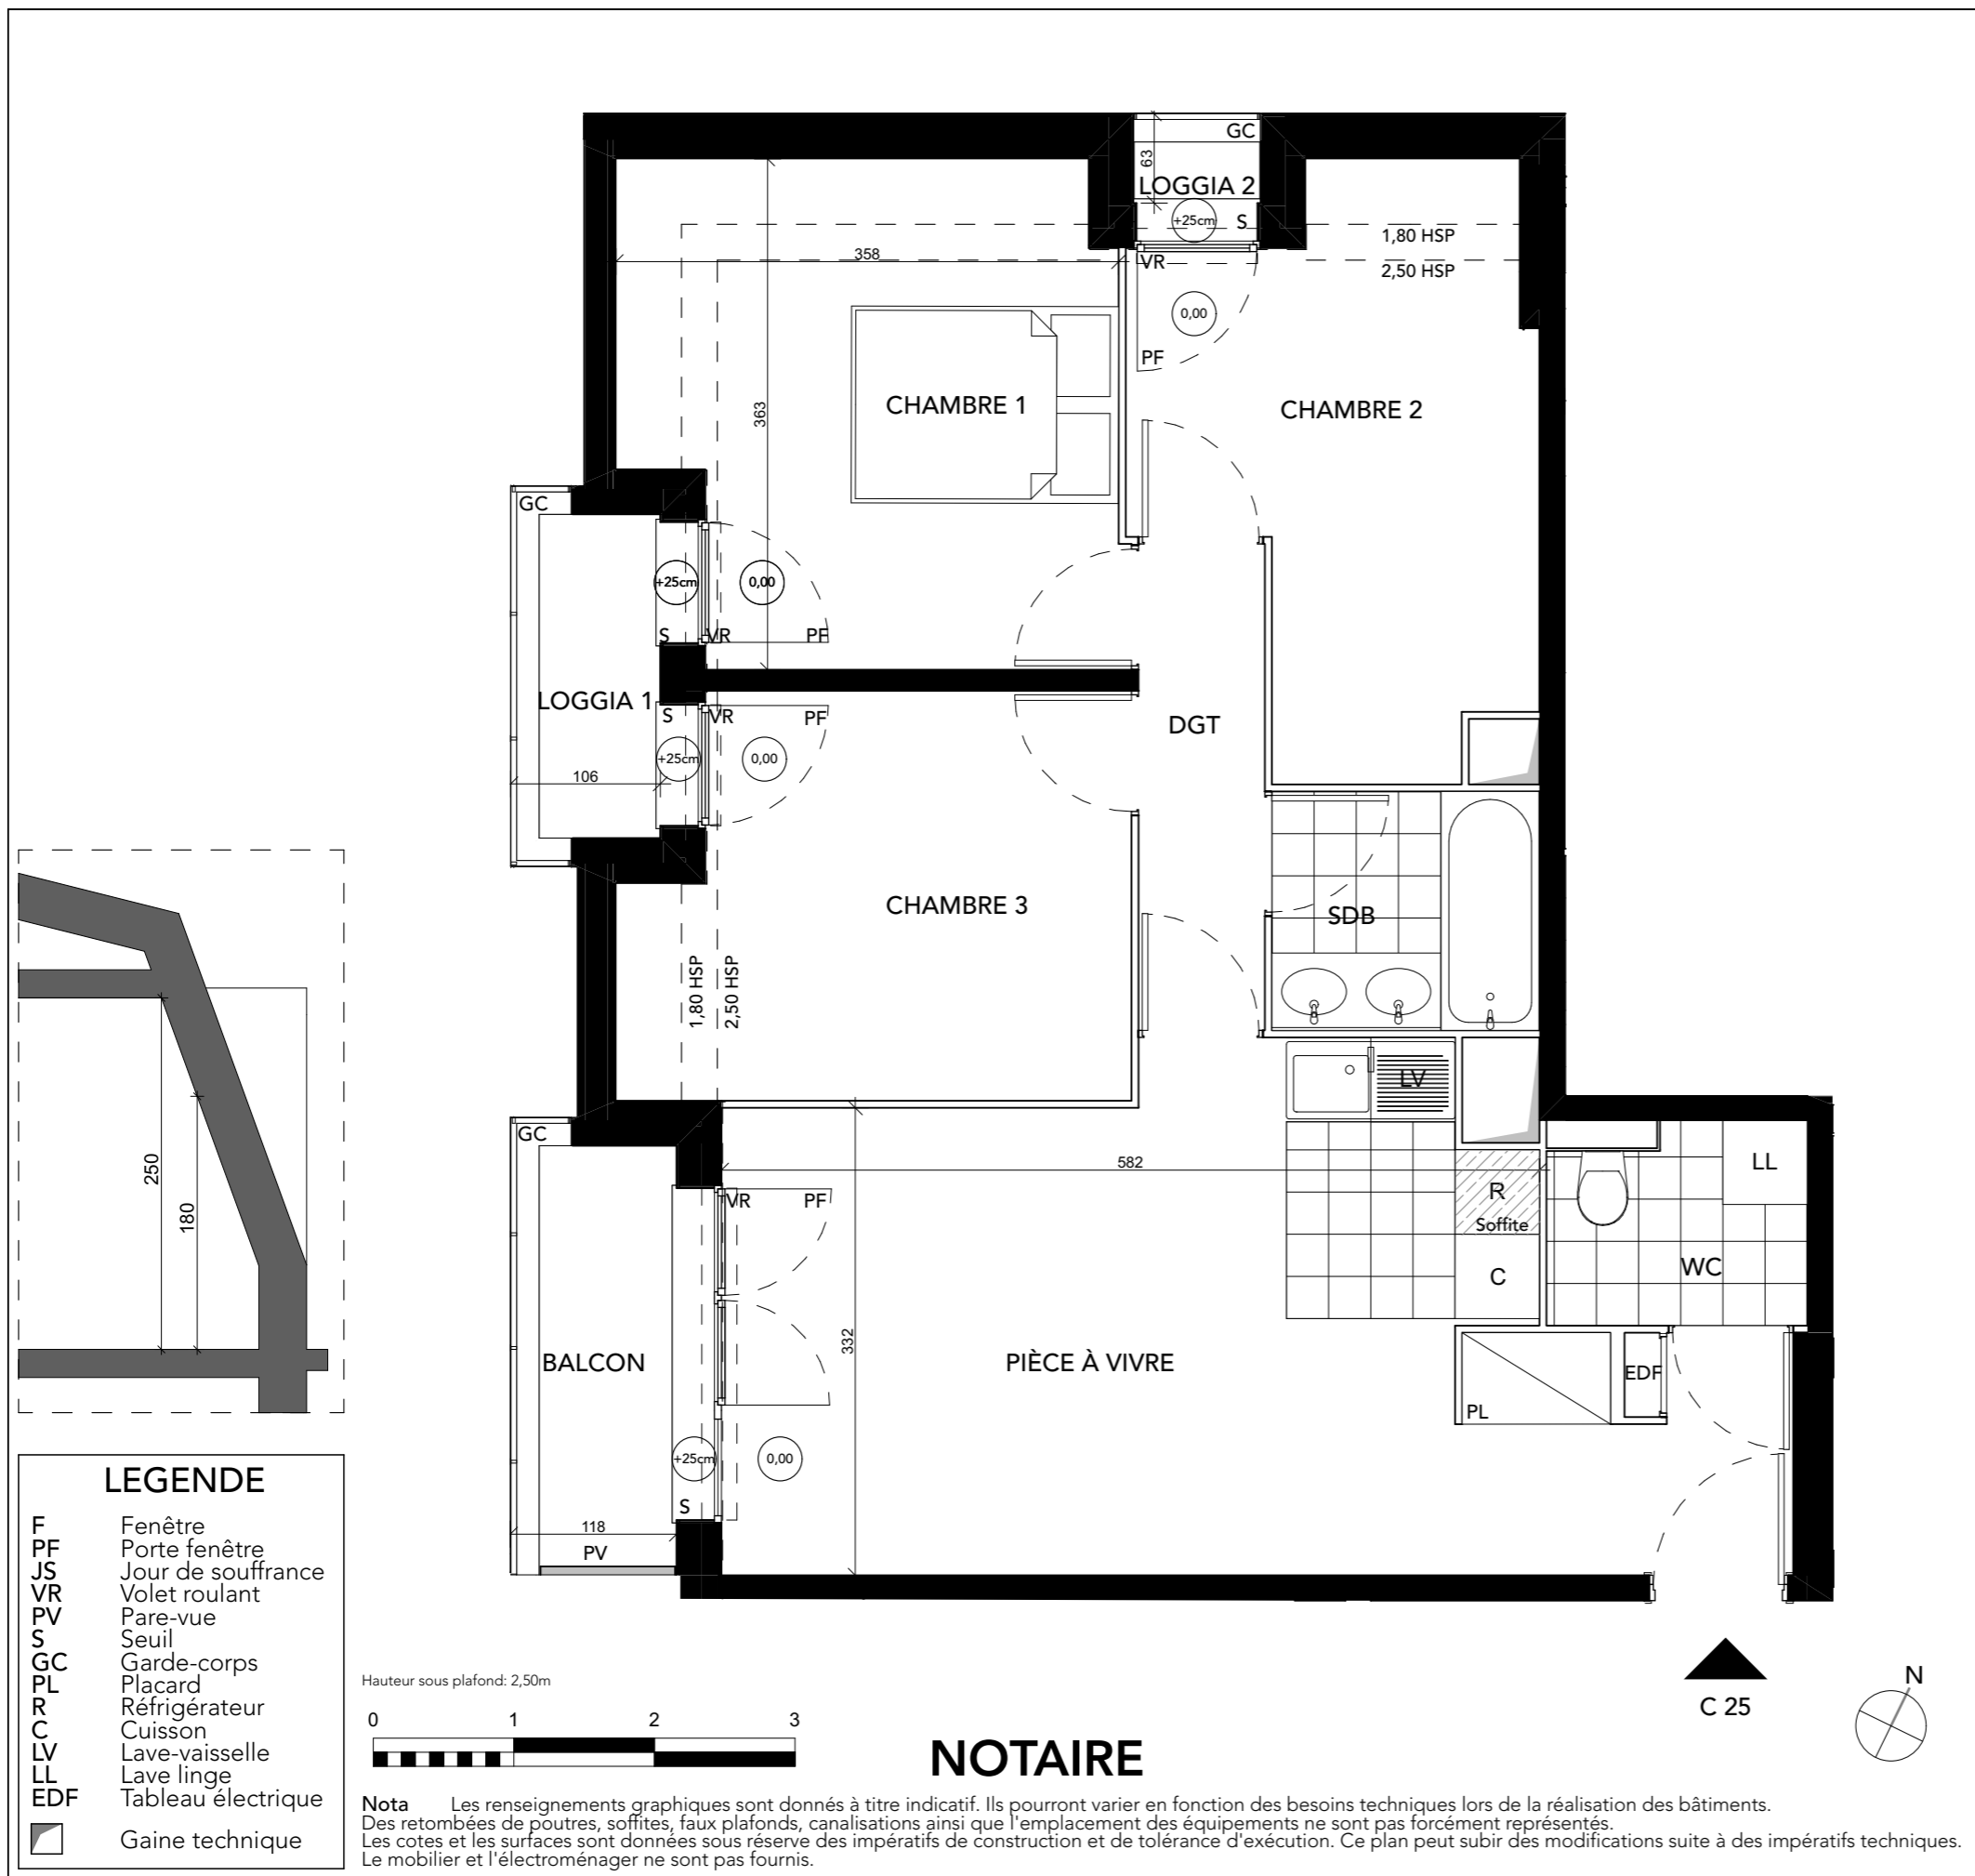 GC
63
LOGGIA 2
+25cm S
1,80 HSP
2,50 HSP
358
VR
0,00
PF
363
CHAMBRE 1
CHAMBRE 2
GC
+25cm
0,00
S VR PF
LOGGIA 1
S VR PF
DGT
+25cm
0,00
106
CHAMBRE 3
SDB
1,80 HSP
2,50 HSP
LV
GC
582
LL
VR PF
R
Soffite
WC
C
332
BALCON
PIÈCE À VIVRE
EDF
PL
+25cm
0,00
S
118
PV
250
180
LEGENDE
F Fenêtre
PF Porte fenêtre
JS Jour de souffrance
VR Volet roulant
PV Pare-vue
S Seuil
GC Garde-corps
PL Placard
R Réfrigérateur
C Cuisson
LV Lave-vaisselle
LL Lave linge
EDF Tableau électrique
Gaine technique
Hauteur sous plafond: 2,50m
0 1 2 3
NOTAIRE
C 25
N
Nota Les renseignements graphiques sont donnés à titre indicatif. Ils pourront varier en fonction des besoins techniques lors de la réalisation des bâtiments.
Des retombées de poutres, soffites, faux plafonds, canalisations ainsi que l'emplacement des équipements ne sont pas forcément représentés.
Les cotes et les surfaces sont données sous réserve des impératifs de construction et de tolérance d'exécution. Ce plan peut subir des modifications suite à des impératifs techniques.
Le mobilier et l'électroménager ne sont pas fournis.